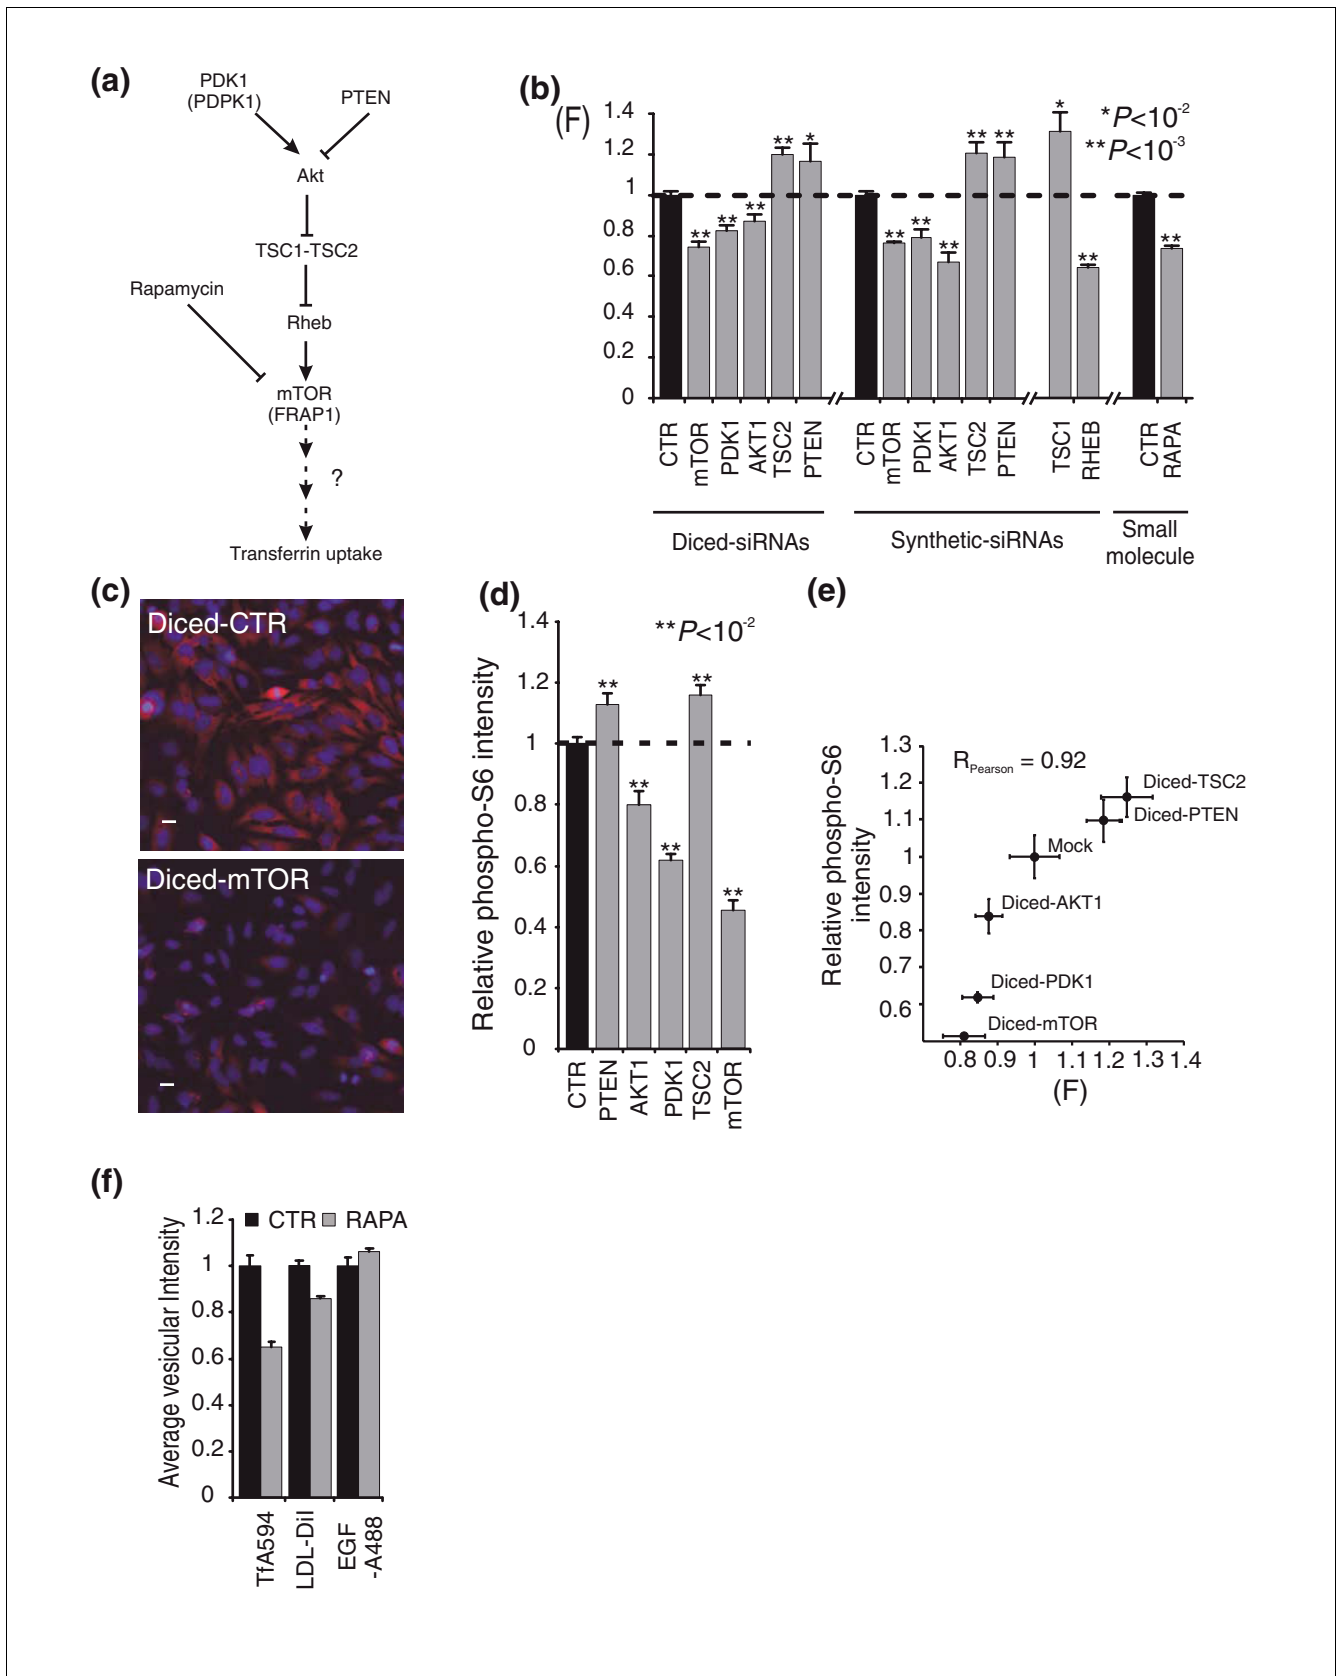 (a)
PDK1
(PDPK1)
PTEN
Akt
TSC1-TSC2
Rapamycin
Rheb
mTOR
(FRAP1)
?
Transferrin uptake
(b)
(F)
1.4
1.2
1
0.8
0.6
0.4
0.2
0
*P<10-2
**P<10-3
** ** ** ** *
** ** ** ** **
* **
**
CTR mTOR PDK1 AKT1 TSC2 PTEN
CTR mTOR PDK1 AKT1 TSC2 PTEN
TSC1 RHEB
CTR RAPA
Diced-siRNAs
Synthetic-siRNAs
Small
molecule
(c)
Diced-CTR
Diced-mTOR
(d)
Relative phospho-S6 intensity
1.4
1.2
1
0.8
0.6
0.4
0.2
0
**P<10-2
** ** ** ** **
CTR PTEN AKT1 PDK1 TSC2 mTOR
(e)
Relative phospho-S6
intensity
1.3
1.2
1.1
1
0.9
0.8
0.7
0.6
RPearson = 0.92
Diced-TSC2
Diced-PTEN
Mock
Diced-AKT1
Diced-PDK1
Diced-mTOR
0.8 0.9 1 1.1 1.2 1.3 1.4
(F)
(f)
Average vesicular Intensity
1.2
1
0.8
0.6
0.4
0.2
0
CTR RAPA
TfA594
LDL-DiI
EGF
-A488